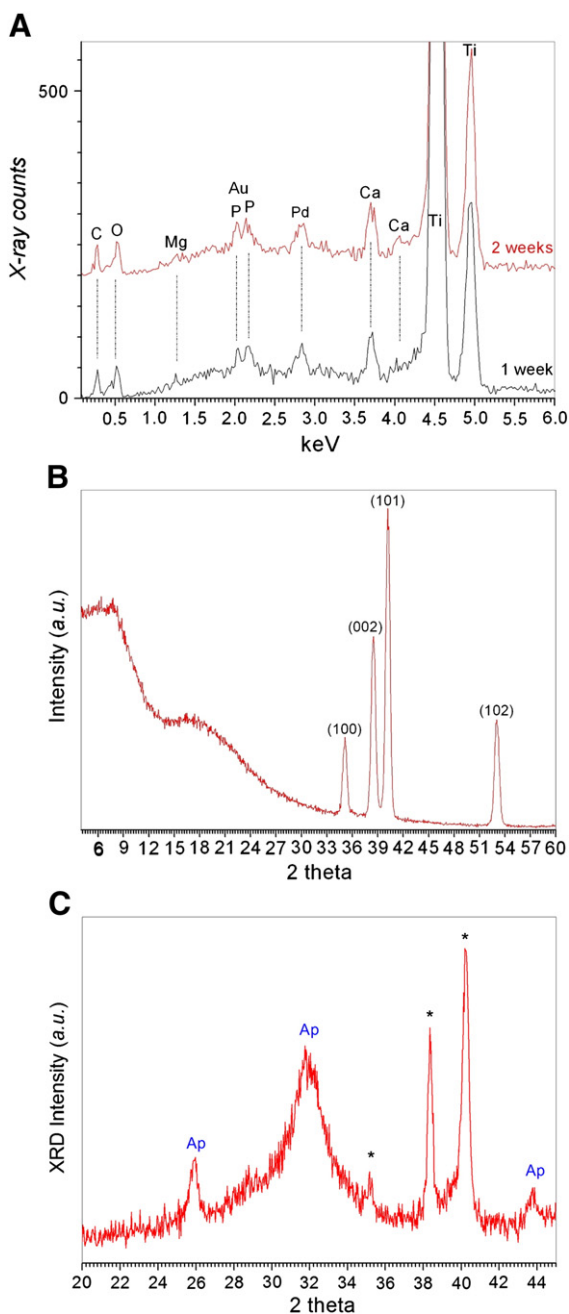 A
500
Ti
Au
Ca
C O P P Pd
Mg Ca
Ti 2 weeks
X-ray counts
1 week
0
0.5 1.0 1.5 2.0 2.5 3.0 3.5 4.0 4.5 5.0 5.5 6.0
keV
B
(101)
(002)
(100)
(102)
Intensity (a.u.)
6 9 12 15 18 21 24 27 30 33 36 39 42 45 48 51 54 57 60
2 theta
C
*
*
Ap
Ap
*
Ap
XRD Intensity (a.u.)
20 22 24 26 28 30 32 34 36 38 40 42 44
2 theta